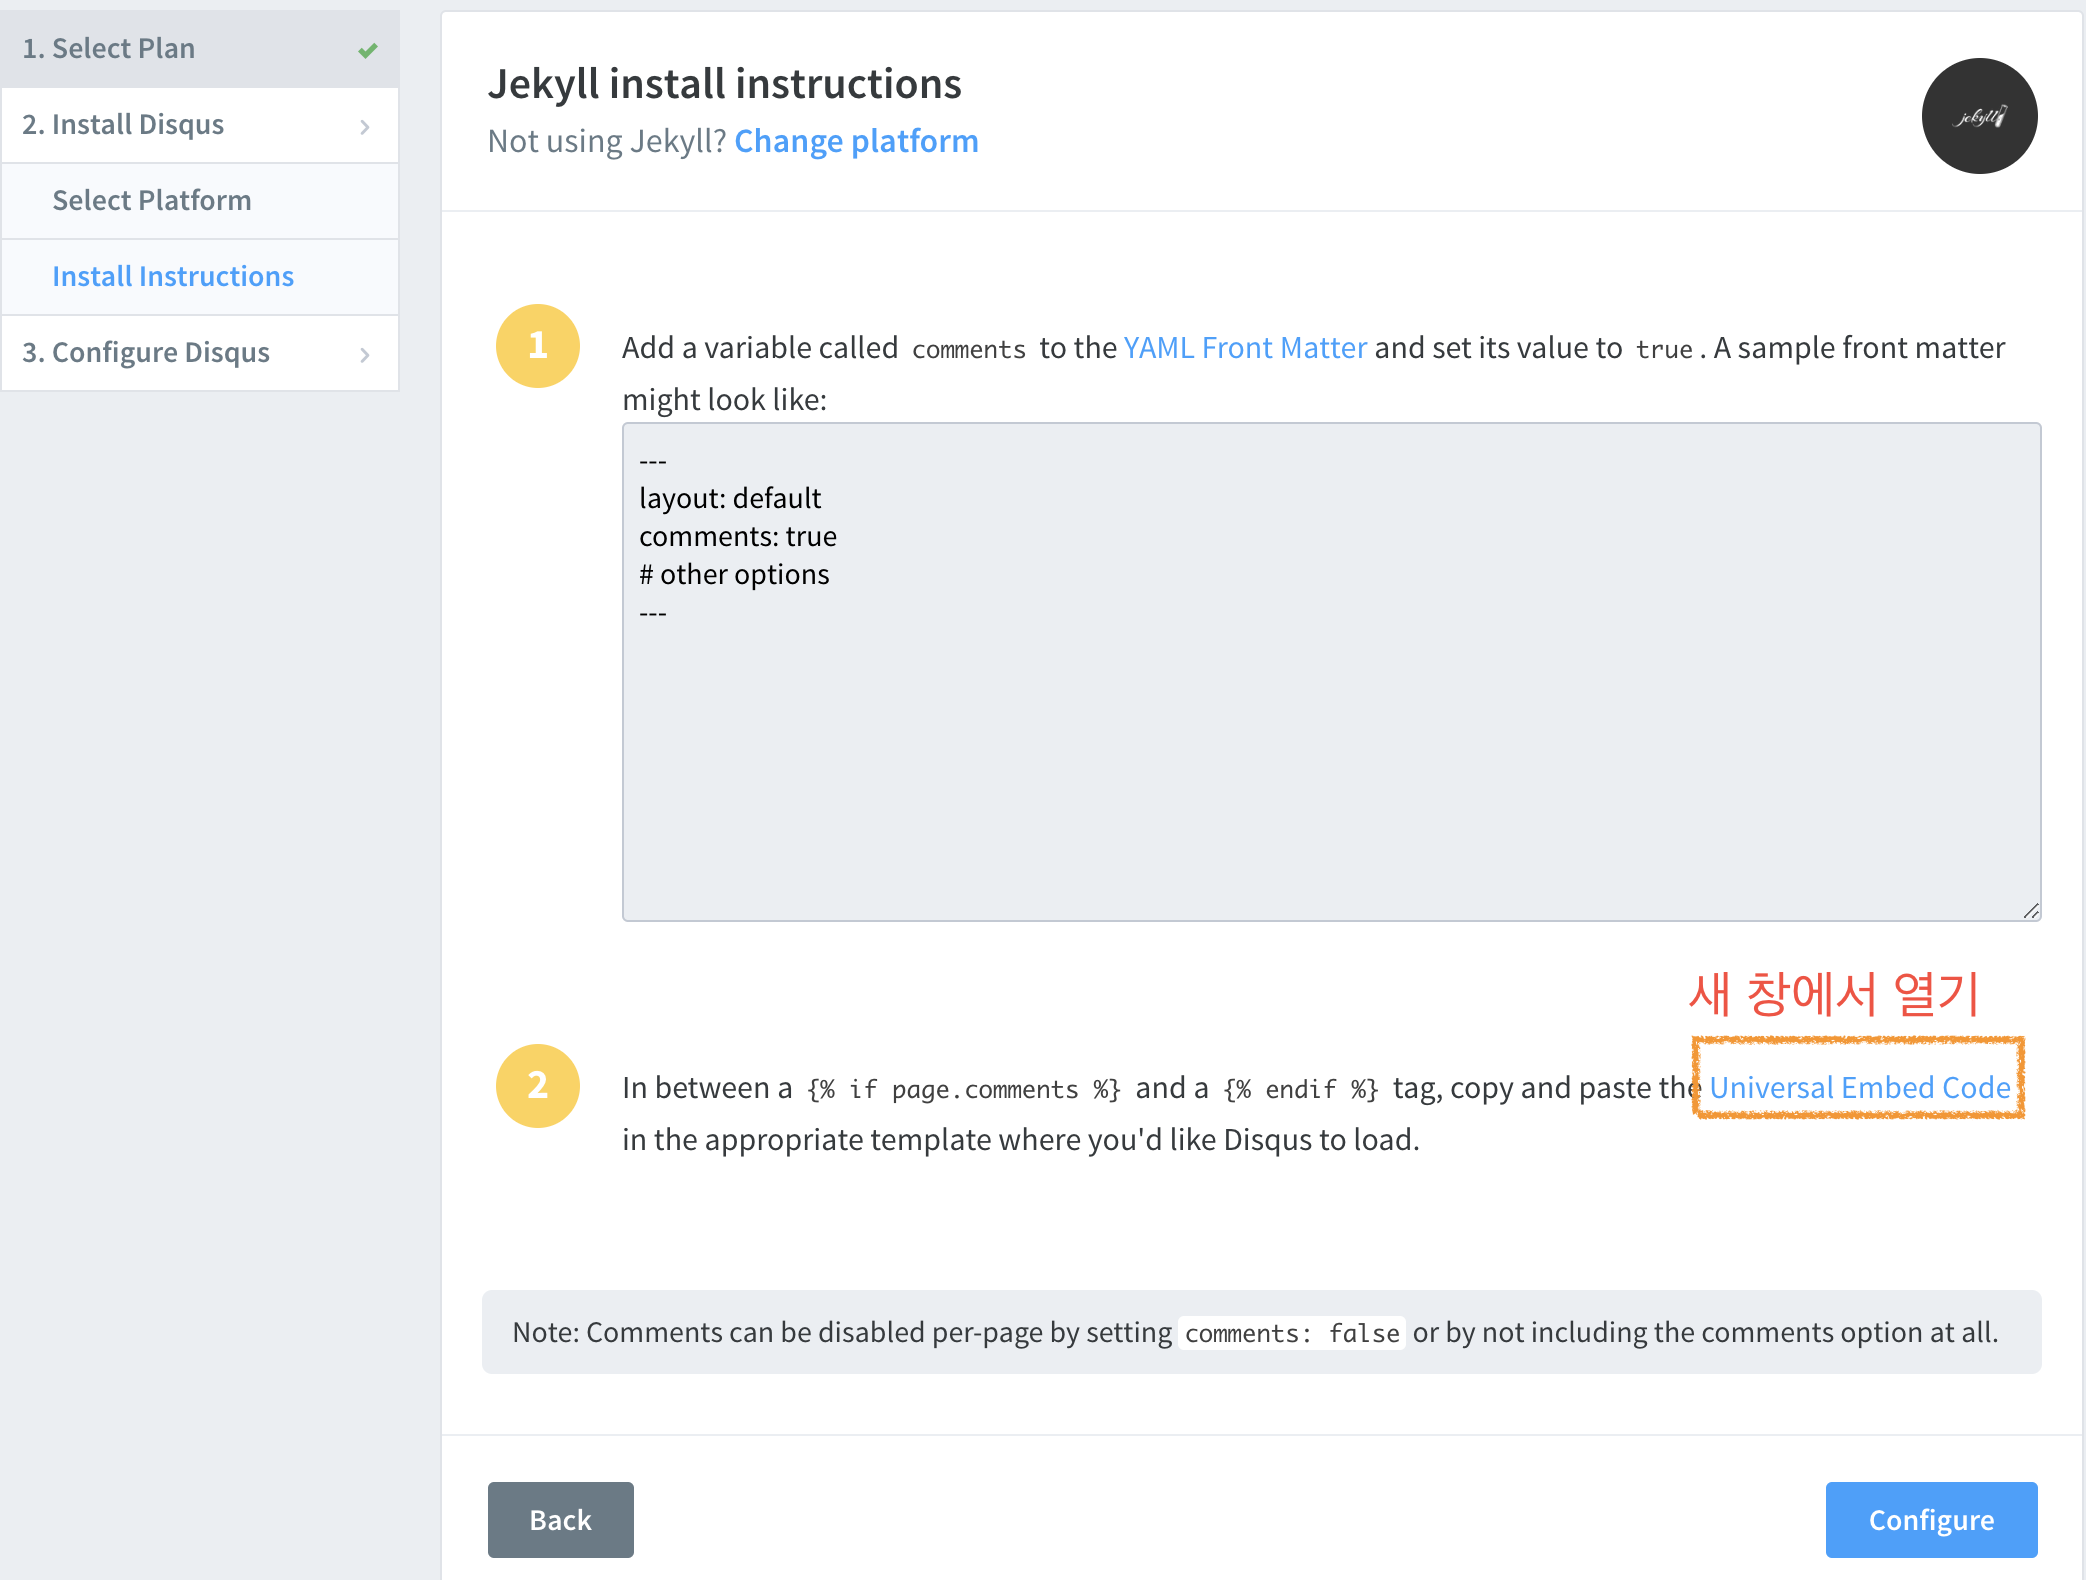 1. Select Plan
2. Install Disqus
Select Platform
Install Instructions
3. Configure Disqus
Jekyll install instructions
Not using Jekyll? Change platform
jekyll
1
Add a variable called comments to the YAML Front Matter and set its value to true. A sample front matter
might look like:
---
layout: default
comments: true
# other options
---
새 창에서 열기
2
In between a {% if page.comments %} and a {% endif %} tag, copy and paste the Universal Embed Code
in the appropriate template where you'd like Disqus to load.
Note: Comments can be disabled per-page by setting comments: false or by not including the comments option at all.
Back
Configure